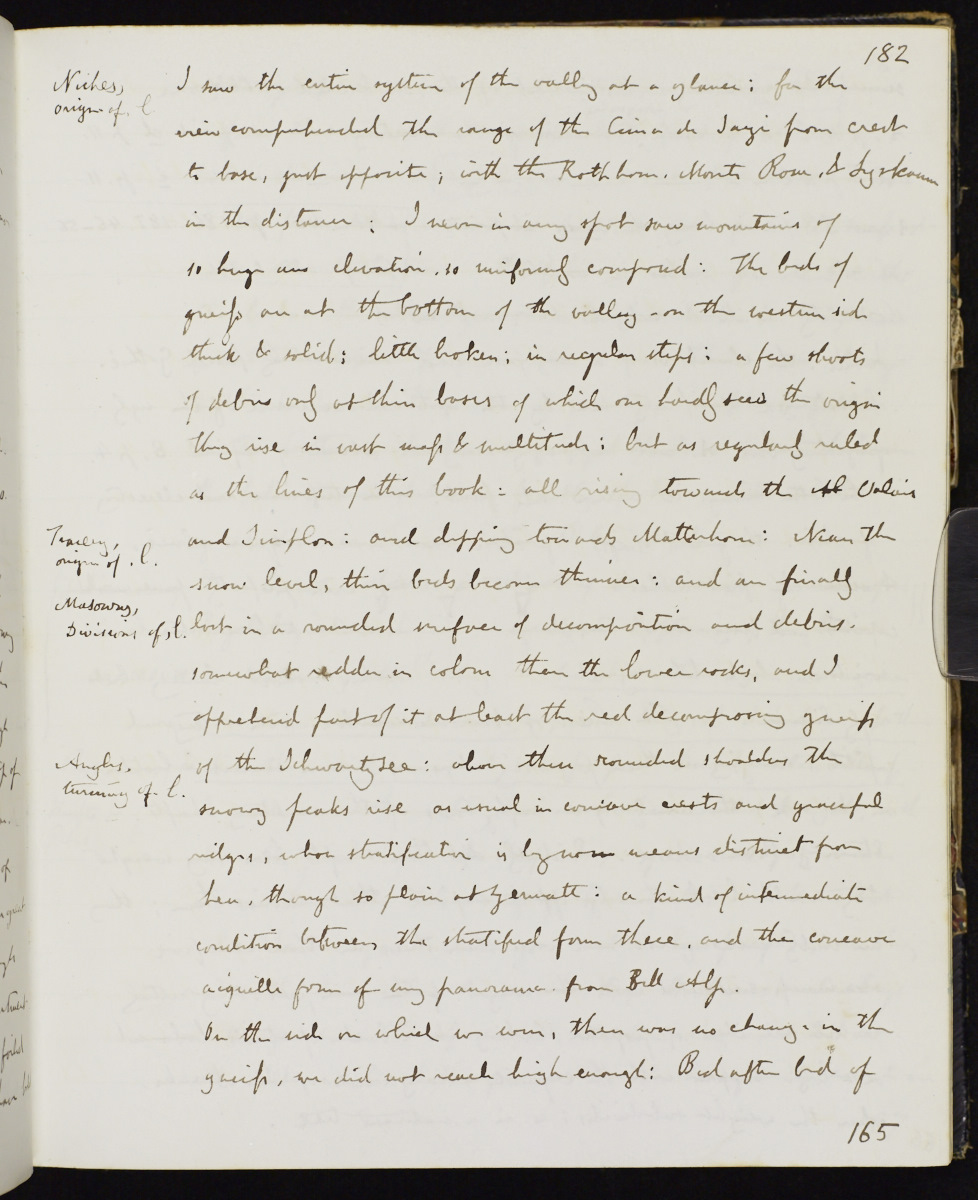 182
Niches,
origin of. l.
I saw the entire system of the valley at a glance: for the
view comprehended the range of the Cima de Jazi from crest
to base, just opposite; with the Rothhorn. Monte Rosa, &
in the distance: I never in any spot saw mountains of
so huge an elevation. so uniformly composed: The beds of
gneiss are at the bottom of the valley - on the western side
thick & solid; little broken; in regular steps: a few shoots
of debris only at their bases of which one hardly sees the origin
they rise in vast mass & multitude: but as regularly ruled
as the lines of this book: all rising towards the Valais
Tracery,
origin of. l.
and Simplon: and dipping towards Matterhorn: Near the
snow level, their beds become thinner: and are finally
Masonry,
Divisions of, l.
lost in a rounded surface of decomposition and debris.
somewhat redder in colour than the lower rocks, and I
apprehend part of it at least the red decomposing gneiss
Angles,
turning of. l.
of the Schwartzsee: above these rounded shoulders the
snowy peaks rise as usual in concave crests and graceful
ridges, whose stratification is by no means distinct from
here, though so plain at Zermatt: a kind of intermediate
condition between the stratified form there, and the concave
aiguille form of my panorama from Bell Alp.
On the side on which we were, there was no change in the
gneiss, we did not reach high enough: Bed after bed of
165